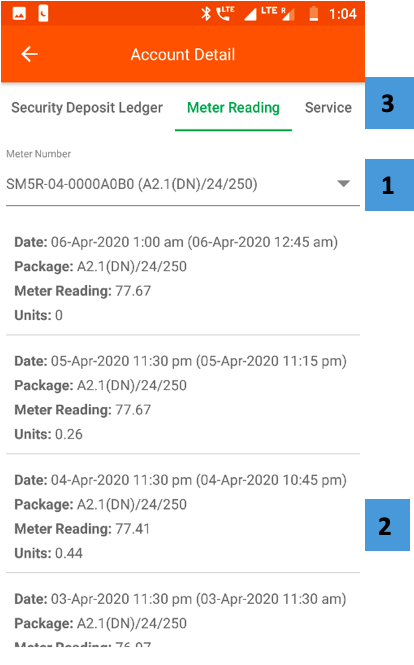 LTE LTE R 1:04
Account Detail
Security Deposit Ledger Meter Reading Service
3
Meter Number
SM5R-04-0000A0B0 (A2.1(DN)/24/250)
1
Date: 06-Apr-2020 1:00 am (06-Apr-2020 12:45 am)
Package: A2.1(DN)/24/250
Meter Reading: 77.67
Units: 0
Date: 05-Apr-2020 11:30 pm (05-Apr-2020 11:15 pm)
Package: A2.1(DN)/24/250
Meter Reading: 77.67
Units: 0.26
Date: 04-Apr-2020 11:30 pm (04-Apr-2020 10:45 pm)
Package: A2.1(DN)/24/250
Meter Reading: 77.41
2
Units: 0.44
Date: 03-Apr-2020 11:30 pm (03-Apr-2020 11:30 am)
Package: A2.1(DN)/24/250
Meter Reading: 76.97